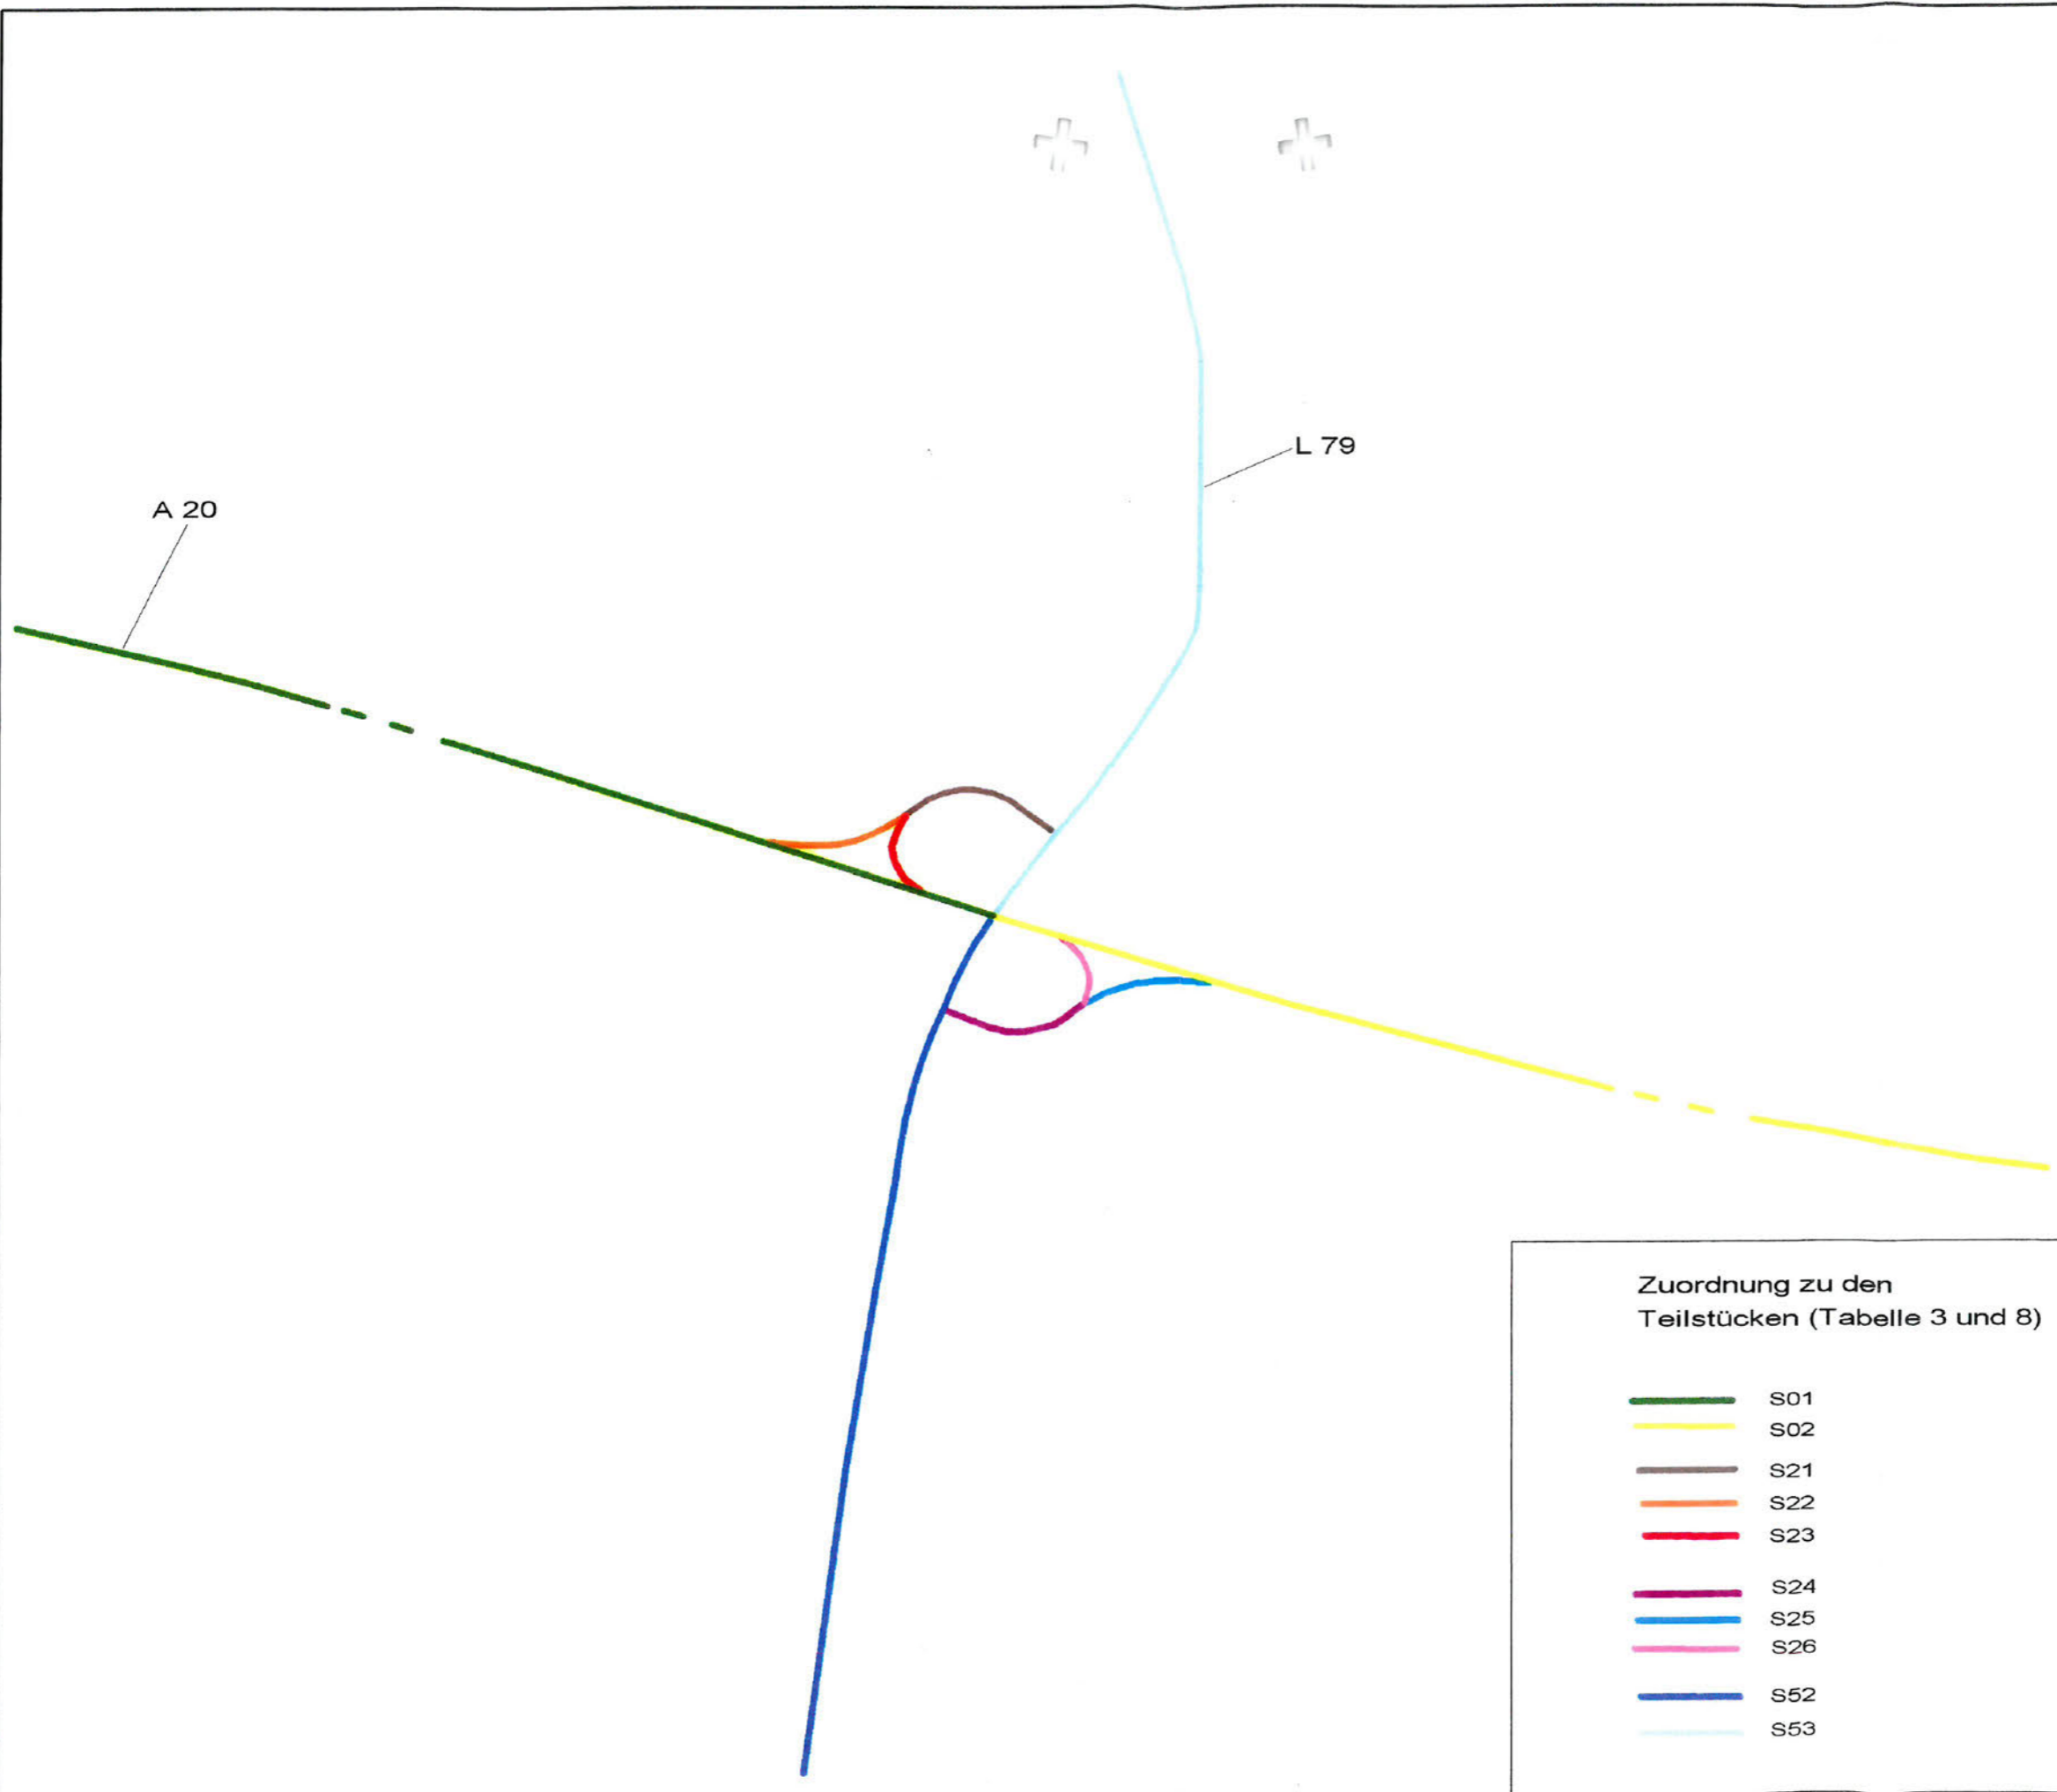 L 79
A 20
Zuordnung zu den
Teilstücken (Tabelle 3 und 8)
S01
S02
S21
S22
S23
S24
S25
S26
S52
S53